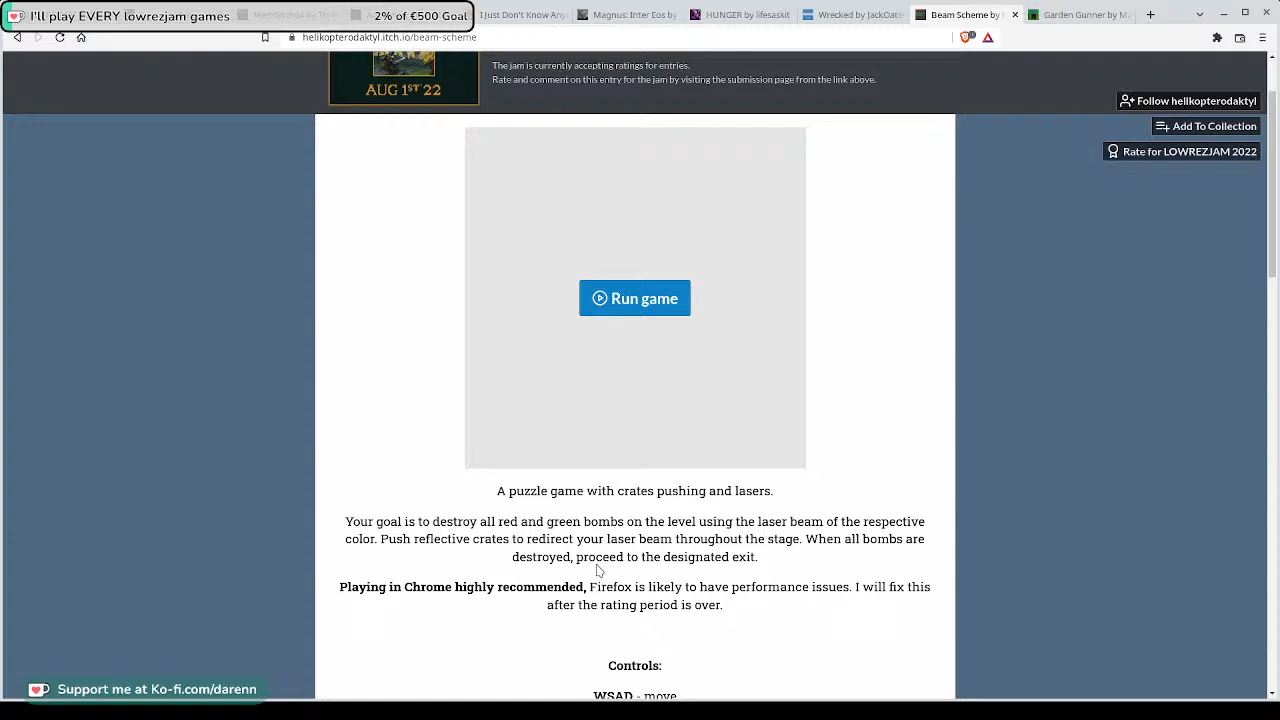 I'll play EVERY lowrezjam games
2% of €500 Goal
I Just Don't Know Any
Magnus: Inter Eos by
HUNGER by lifesaskit
Wrecked by JackOatle
Beam Scheme by
Garden Gunner by Ma
helikopterodaktyl.itch.io/beam-scheme
AUG 1ST 22
The jam is currently accepting ratings for entries.
Rate and comment on this entry for the jam by visiting the submission page from the link above.
Follow helikopterodaktyl
Add To Collection
Rate for LOWREZJAM 2022
Run game
A puzzle game with crates pushing and lasers.
Your goal is to destroy all red and green bombs on the level using the laser beam of the respective
color. Push reflective crates to redirect your laser beam throughout the stage. When all bombs are
destroyed, proceed to the designated exit.
Playing in Chrome highly recommended, Firefox is likely to have performance issues. I will fix this
after the rating period is over.
Controls:
WSAD - move
Support me at Ko-fi.com/darenn